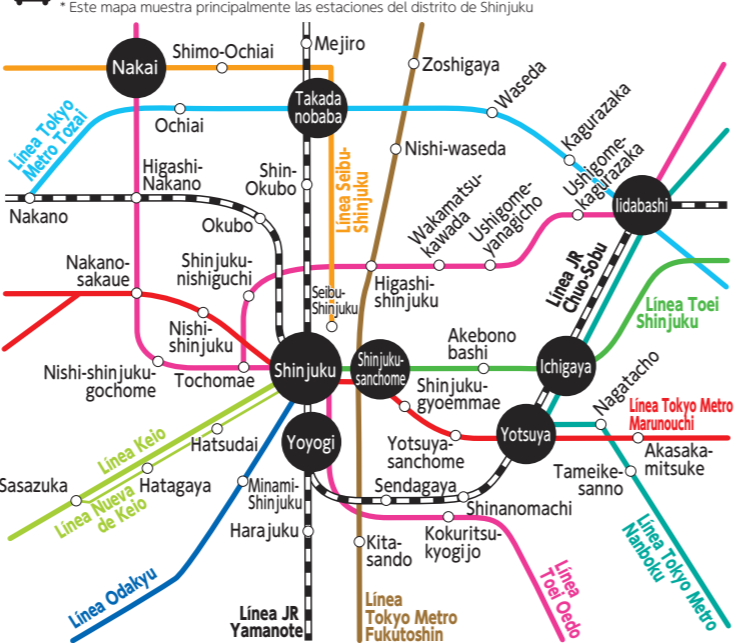 * Este mapa muestra principalmente las estaciones del distrito de Shinjuku
Mejiro
Shimo-Ochiai
Nakai
Zoshigaya
Takada
nobaba
Waseda
Ochiai
Línea Tokyo
Metro Tozai
Kagurazaka
Nishi-waseda
Ushigome-
kagurazaka
Higashi-
Nakano
Shin-
Okubo
Línea Seibu-
Shinjuku
Wakamatsu-
kawada
Ushigome-
yanagicho
Iidabashi
Nakano
Okubo
Nakano-
sakaue
Shinjuku-
nishiguchi
Higashi-
shinjuku
Línea JR
Chuo-Sobu
Seibu-
Shinjuku
Línea Toei
Shinjuku
Nishi-
shinjuku
Akebono
bashi
Shinjuku
Shinjuku-
sanchome
Ichigaya
Nishi-shinjuku-
gochome
Tochomae
Shinjuku-
gyoemmae
Nagatacho
Línea Tokyo Metro
Marunouchi
Yoyogi
Yotsuya
Yotsuya-
sanchome
Akasaka-
mitsuke
Línea Keio
Hatsudai
Tameike-
sanno
Sasazuka
Hatagaya
Línea Nueva
de Keio
Minami-
Shinjuku
Sendagaya
Shinanomachi
Harajuku
Kita-
sando
Kokuritsu-
kyogijo
Línea Tokyo Metro
Nanboku
Línea Odakyu
Línea JR
Yamanote
Línea
Tokyo Metro
Fukutoshin
Línea
Toei Oedo